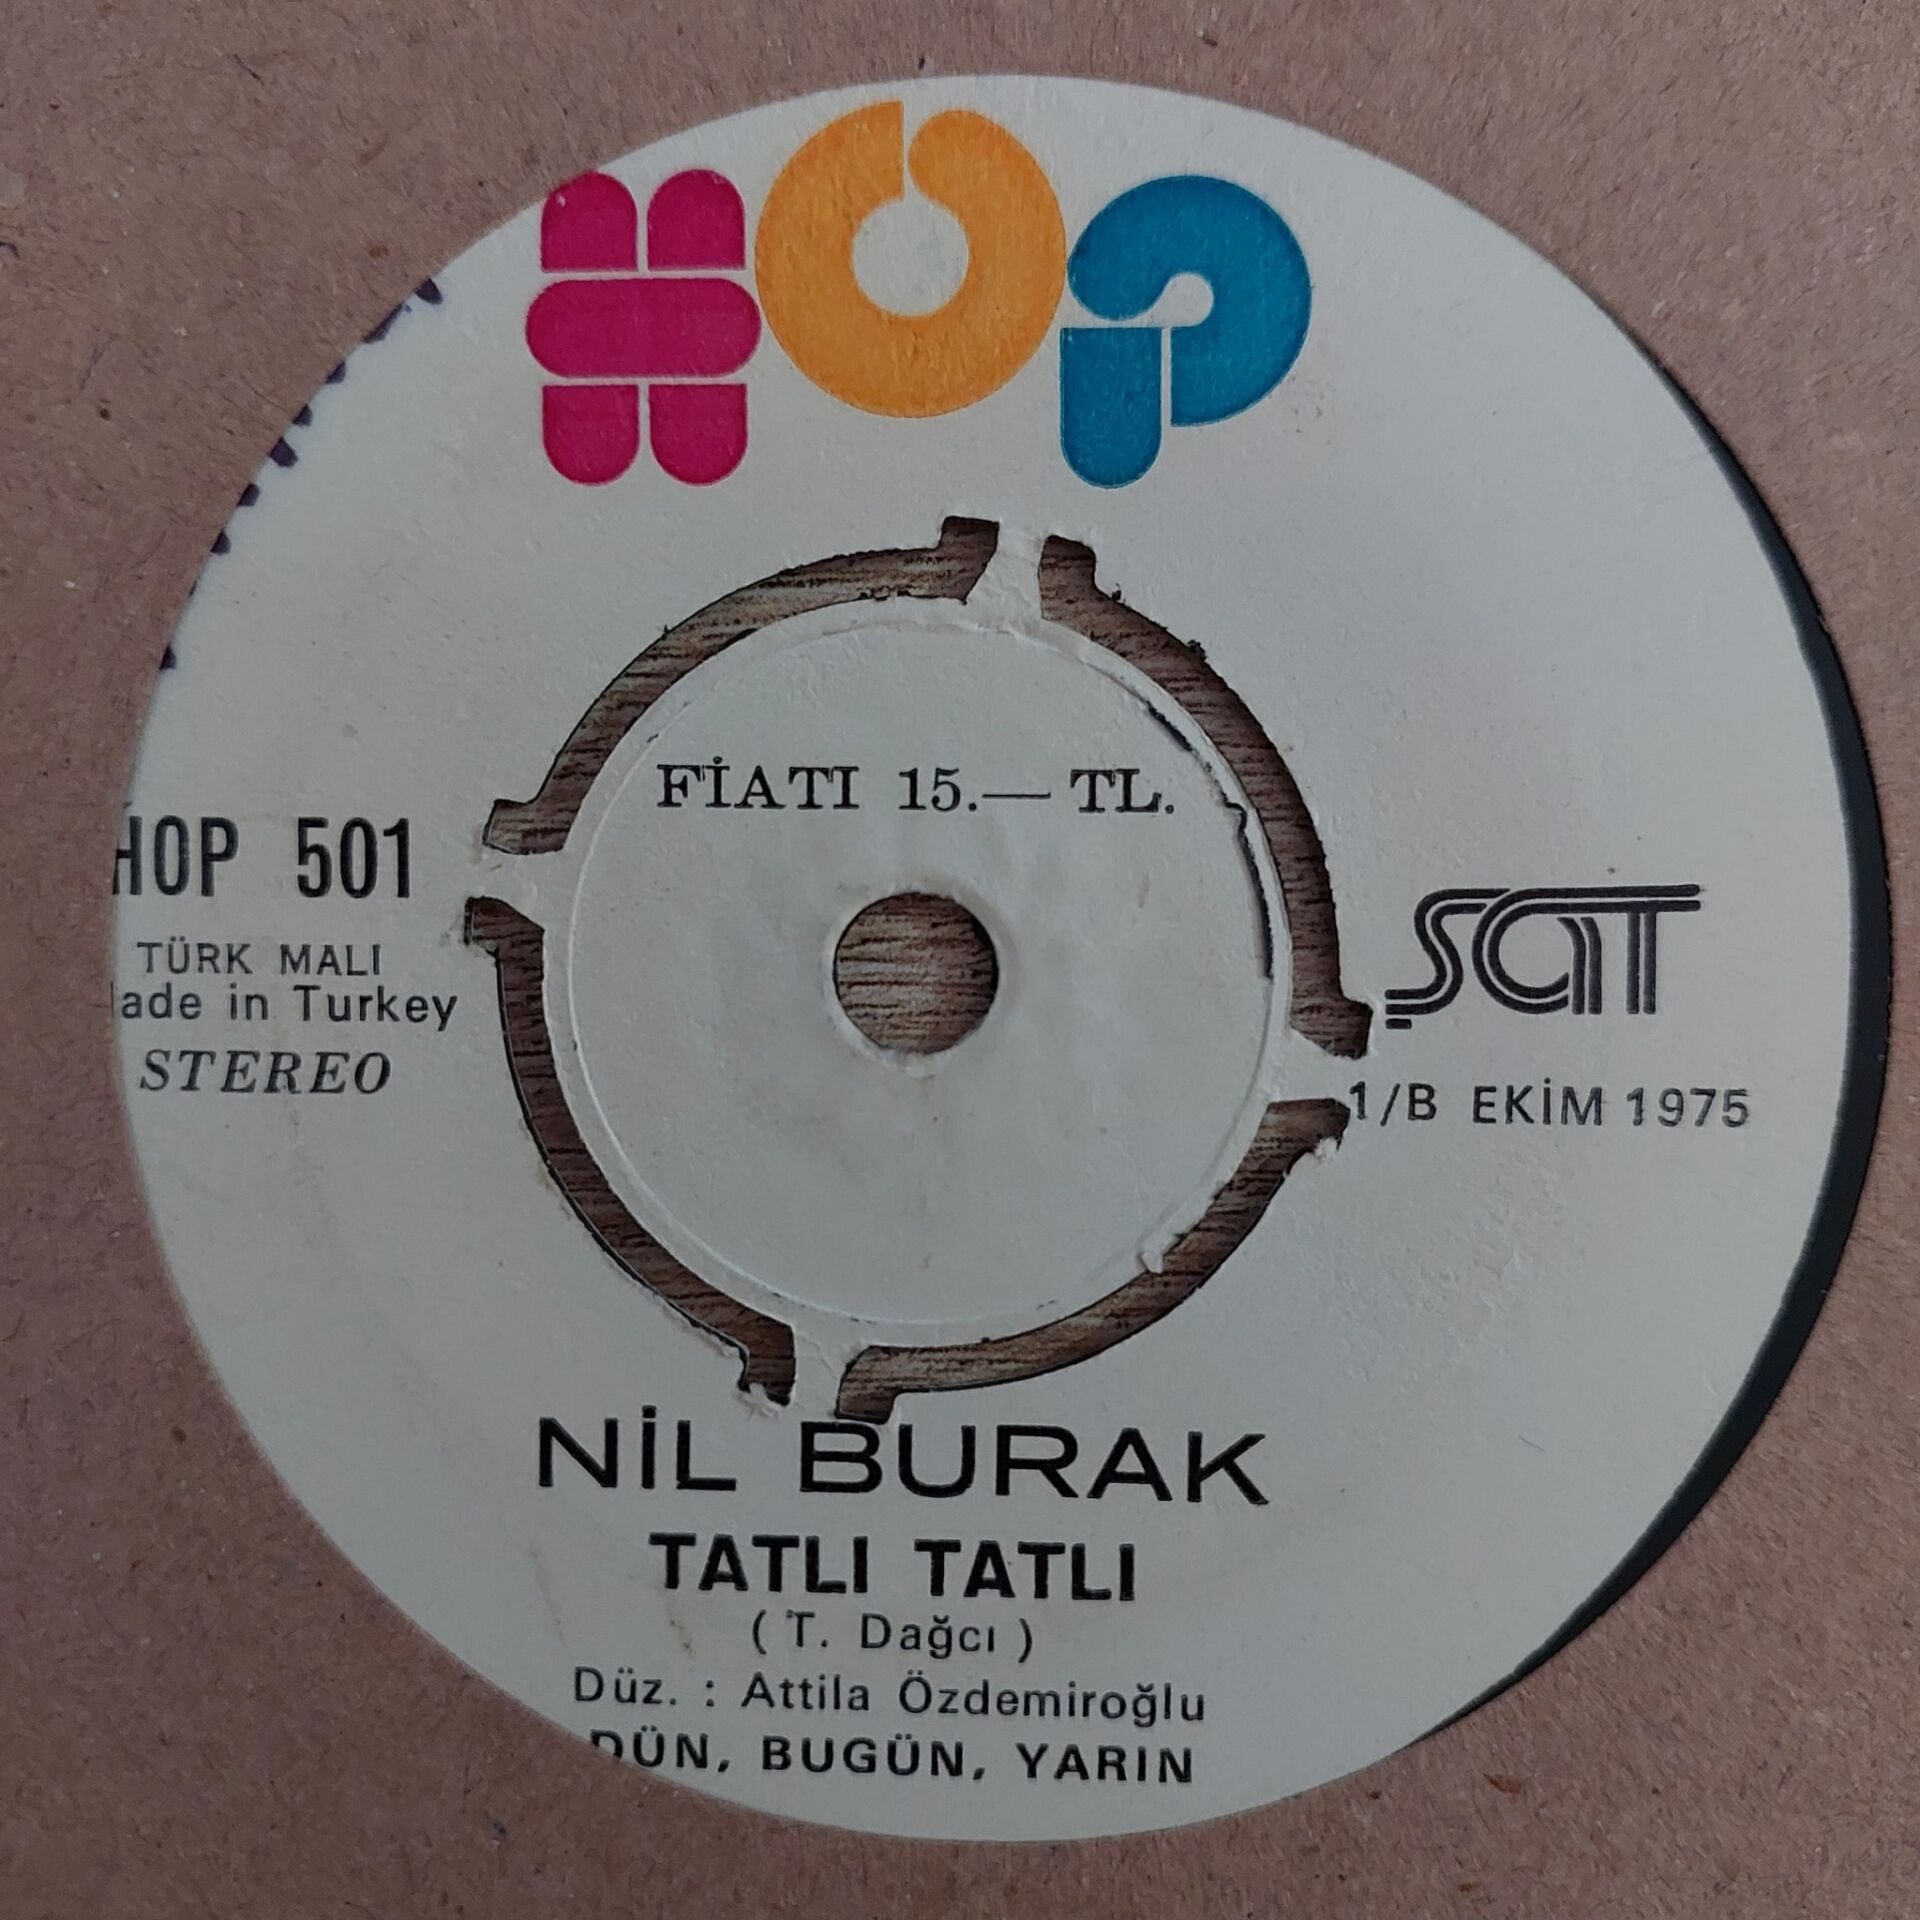 HOP
FİATI 15.— TL.
HOP 501
TÜRK MALI
ade in Turkey
STEREO
ŞAT
1/B EKİM 1975
NİL BURAK
TATLI TATLI
( T. Dağcı )
Düz. : Attila Özdemiroğlu
DÜN, BUGÜN, YARIN